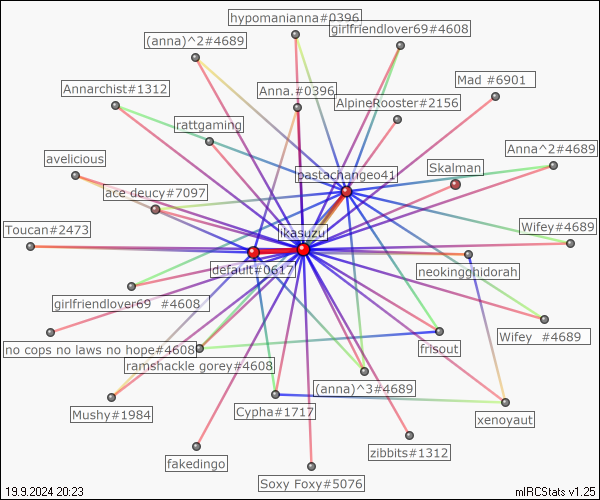 hypomanianna#0396
girlfriendlover69#4608
(anna)^2#4689
Mad #6901
Annarchist#1312
Anna.#0396
AlpineRooster#2156
rattgaming
Anna^2#4689
avelicious
Skalman
pastachangeo41
ace deucy#7097
Toucan#2473
ikasuzu
Wifey#4689
default#0617
neokingghidorah
girlfriendlover69  #4608
Wifey  #4689
no cops no laws no hope#4608
frisout
ramshackle gorey#4608
(anna)^3#4689
Mushy#1984
Cypha#1717
xenoyaut
zibbits#1312
fakedingo
Soxy Foxy#5076
19.9.2024 20:23
mIRCStats v1.25